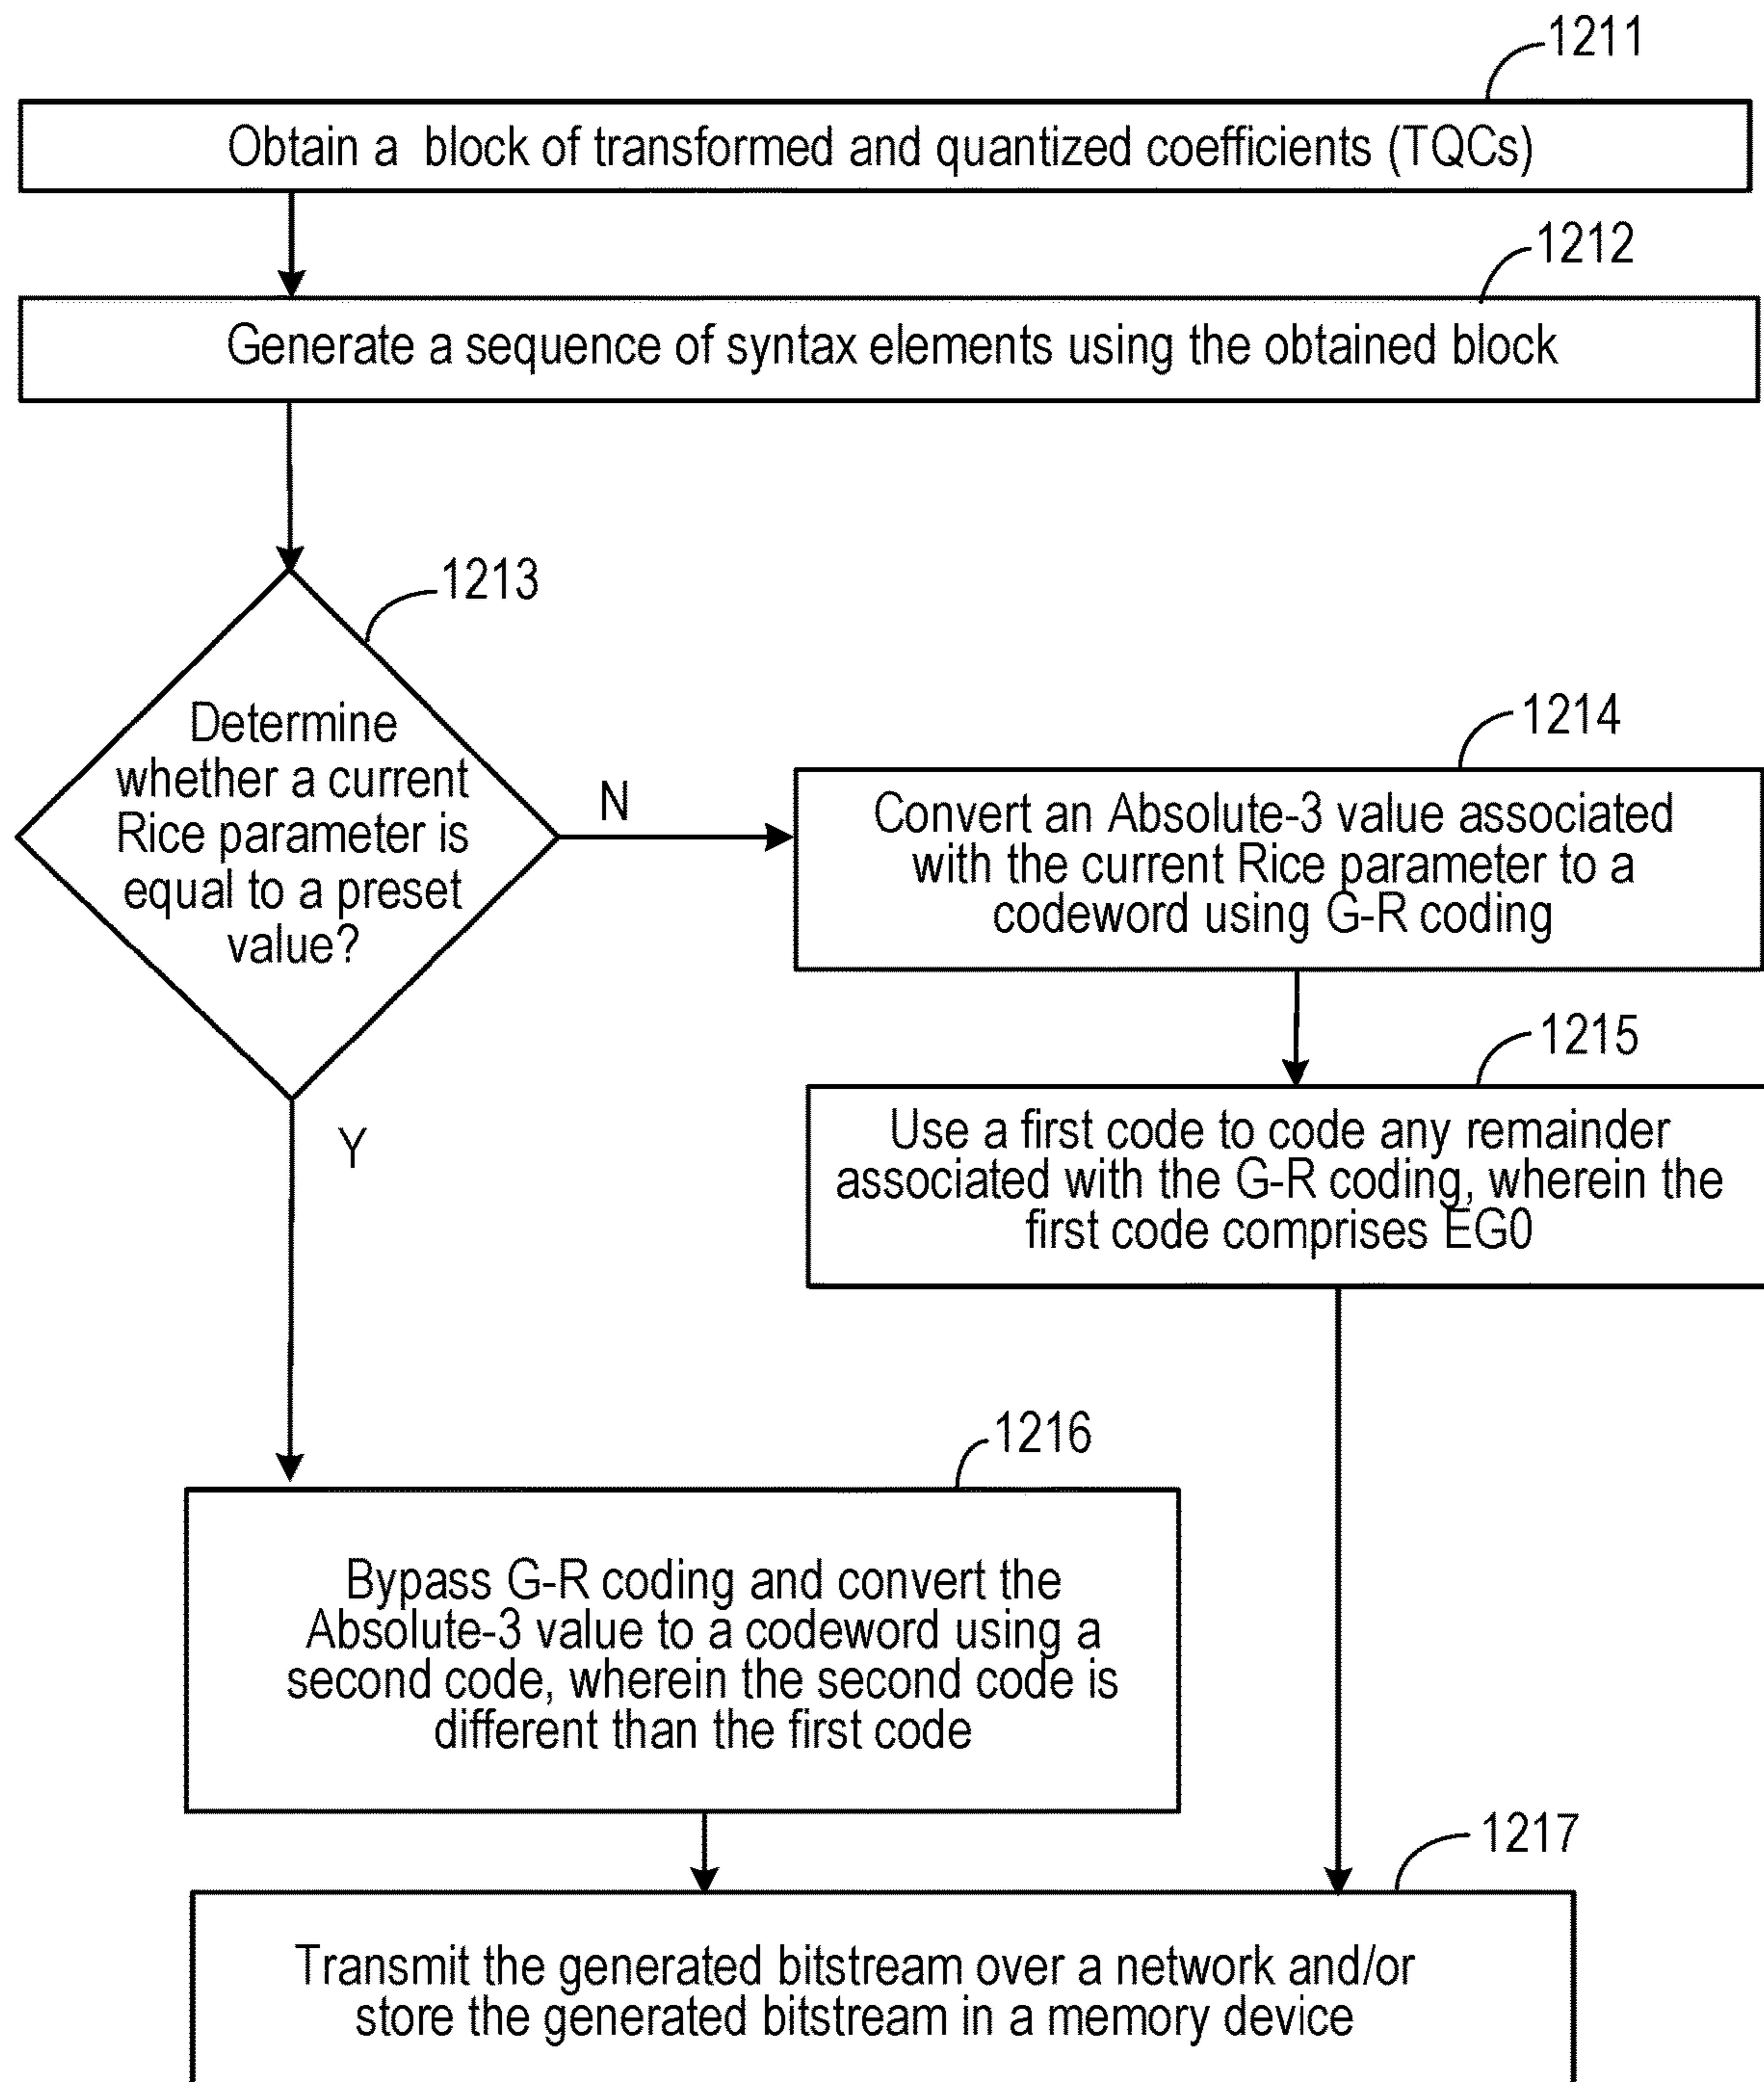 1211
Obtain a block of transformed and quantized coefficients (TQCs)
1212
Generate a sequence of syntax elements using the obtained block
1213
Determine
whether a current
Rice parameter is
equal to a preset
value?
N
1214
Convert an Absolute-3 value associated
with the current Rice parameter to a
codeword using G-R coding
1215
Use a first code to code any remainder
associated with the G-R coding, wherein the
first code comprises EG0
Y
1216
Bypass G-R coding and convert the
Absolute-3 value to a codeword using a
second code, wherein the second code is
different than the first code
1217
Transmit the generated bitstream over a network and/or
store the generated bitstream in a memory device